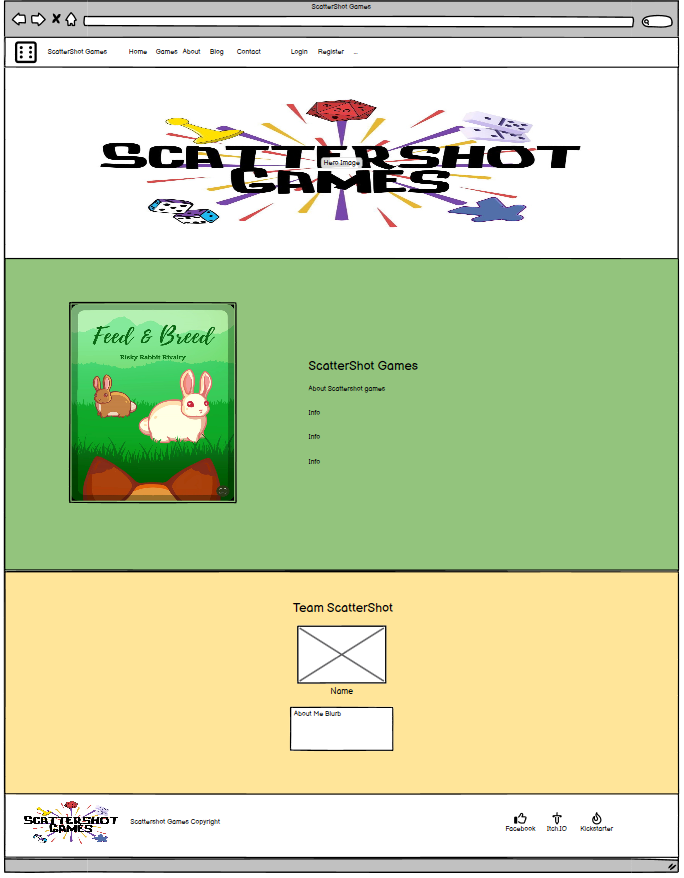 ScatterShot Games
ScatterShot Games Home Games About Blog Contact Login Register ...
SCATTERSHOT
GAMES
Hero Image
Feed & Breed
Risky Rabbit Rivalry
ScatterShot Games
About Scattershot games
Info
Info
Info
Team ScatterShot
Name
About Me Blurb
SCATTERSHOT
GAMES
Scattershot Games Copyright
Facebook Itch.IO Kickstarter